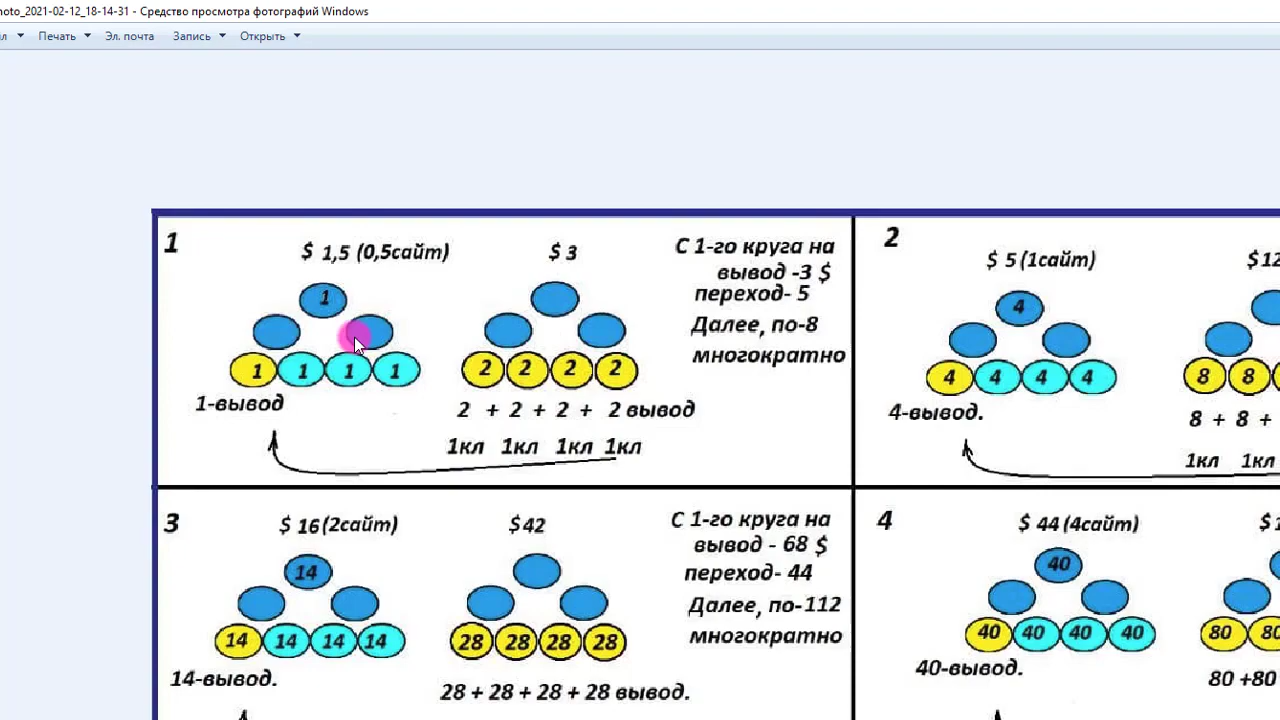 hoto_2021-02-12_18-14-31 - Средство просмотра фотографий Windows
л Печать Эл. почта Запись Открыть
1
$ 1,5 (0,5сайт)
$ 3
1
1 1 1 1
2 2 2 2
1-вывод
2 + 2 + 2 + 2 вывод
1кл 1кл 1кл 1кл
С 1-го круга на
вывод -3 $
переход- 5
Далее, по-8
многократно
2
$ 5 (1сайт)
$12
4
4 4 4 4
8 8
4-вывод.
8 + 8 +
1кл 1кл
3
$ 16 (2сайт)
$42
14
14 14 14 14
28 28 28 28
14-вывод.
28 + 28 + 28 + 28 вывод.
С 1-го круга на
вывод - 68 $
переход- 44
Далее, по-112
многократно
4
$ 44 (4сайт)
$1
40
40 40 40 40
80 80
40-вывод.
80 +80